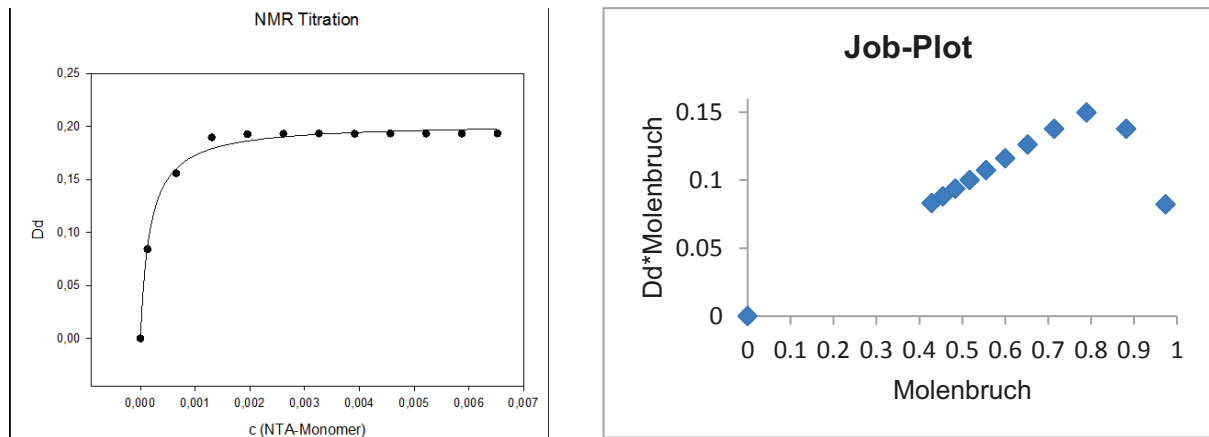 NMR Titration
0,25
0,20
0,15
0,10
0,05
0,00
Dd
0,000 0,001 0,002 0,003 0,004 0,005 0,006 0,007
c (NTA-Monomer)
Job-Plot
0.15
0.1
0.05
0
Dd*Molenbruch
0 0.1 0.2 0.3 0.4 0.5 0.6 0.7 0.8 0.9 1
Molenbruch